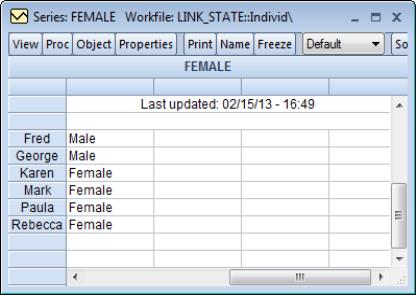 Series: FEMALE Workfile: LINK_STATE::Individ\
View Proc Object Properties Print Name Freeze Default So
FEMALE
Last updated: 02/15/13 - 16:49
Fred Male
George Male
Karen Female
Mark Female
Paula Female
Rebecca Female